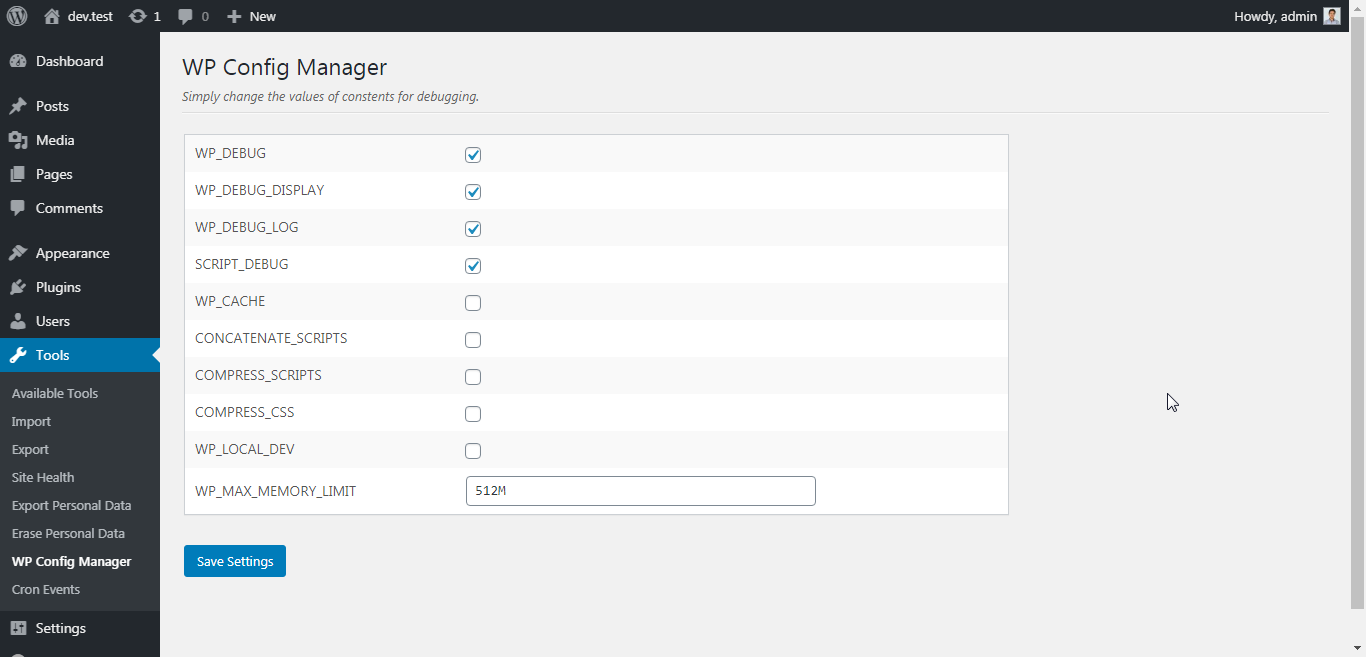 dev.test 1 0 New Howdy, admin
Dashboard
Posts
Media
Pages
Comments
Appearance
Plugins
Users
Tools
Available Tools
Import
Export
Site Health
Export Personal Data
Erase Personal Data
WP Config Manager
Cron Events
Settings
WP Config Manager
Simply change the values of constents for debugging.
WP_DEBUG
WP_DEBUG_DISPLAY
WP_DEBUG_LOG
SCRIPT_DEBUG
WP_CACHE
CONCATENATE_SCRIPTS
COMPRESS_SCRIPTS
COMPRESS_CSS
WP_LOCAL_DEV
WP_MAX_MEMORY_LIMIT 512M
Save Settings